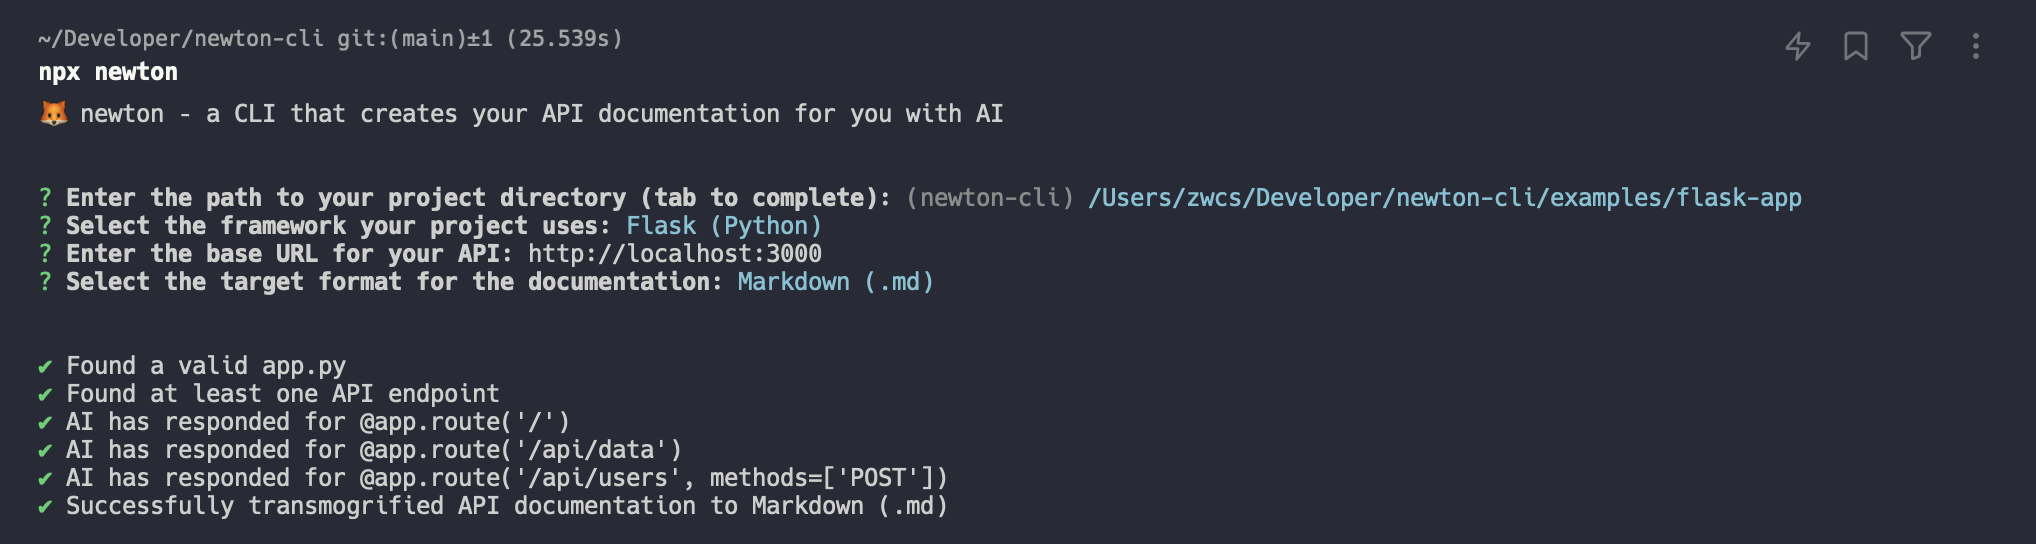 ~/Developer/newton-cli git:(main)±1 (25.539s)
npx newton
🦊 newton - a CLI that creates your API documentation for you with AI
? Enter the path to your project directory (tab to complete): (newton-cli) /Users/zwcs/Developer/newton-cli/examples/flask-app
? Select the framework your project uses: Flask (Python)
? Enter the base URL for your API: http://localhost:3000
? Select the target format for the documentation: Markdown (.md)
✔ Found a valid app.py
✔ Found at least one API endpoint
✔ AI has responded for @app.route('/')
✔ AI has responded for @app.route('/api/data')
✔ AI has responded for @app.route('/api/users', methods=['POST'])
✔ Successfully transmogrified API documentation to Markdown (.md)